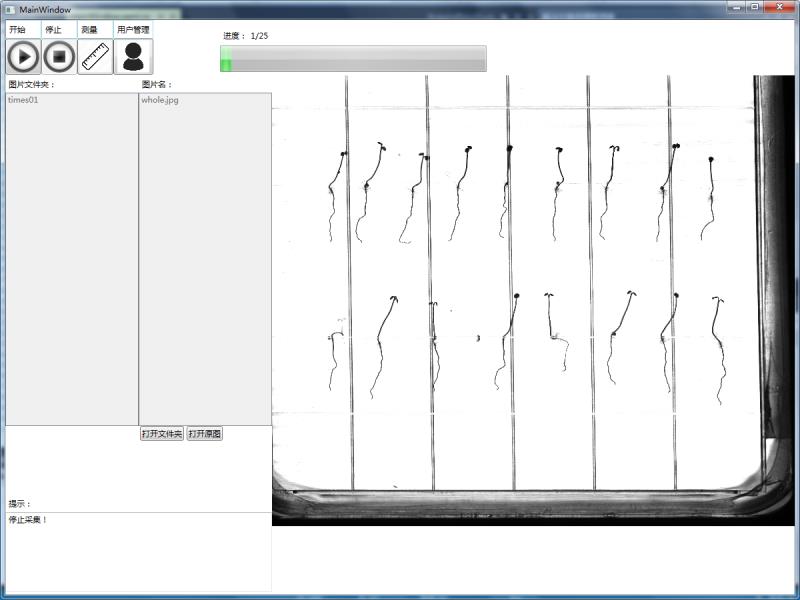 MainWindow
开始 停止 测量 用户管理
进度： 1/25
图片文件夹： 图片名：
times01 whole.jpg
打开文件夹 打开原图
提示：
停止采集！